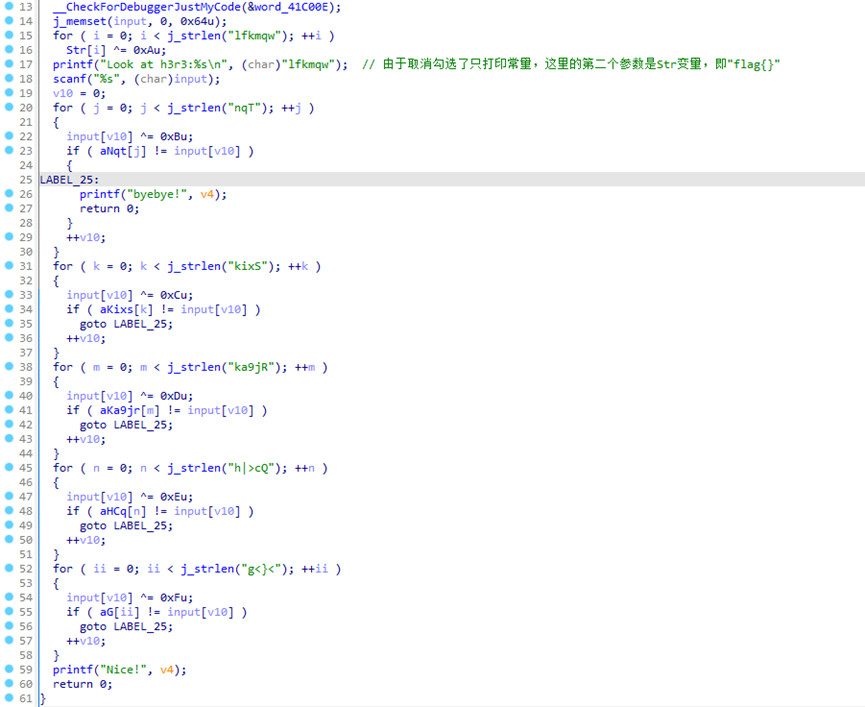 13 __CheckForDebuggerJustMyCode(&word_41C00E);
14 j_memset(input, 0, 0x64u);
15 for ( i = 0; i < j_strlen("lfkmqw"); ++i )
16 Str[i] ^= 0xAu;
17 printf("Look at h3r3:%s\n", (char)"lfkmqw"); // 由于取消勾选了只打印常量，这里的第二个参数是Str变量，即"flag{}"
18 scanf("%s", (char)input);
19 v10 = 0;
20 for ( j = 0; j < j_strlen("nqT"); ++j )
21 {
22 input[v10] ^= 0xBu;
23 if ( aNqt[j] != input[v10] )
24 {
25 LABEL_25:
26 printf("byebye!", v4);
27 return 0;
28 }
29 ++v10;
30 }
31 for ( k = 0; k < j_strlen("kixS"); ++k )
32 {
33 input[v10] ^= 0xCu;
34 if ( aKixs[k] != input[v10] )
35 goto LABEL_25;
36 ++v10;
37 }
38 for ( m = 0; m < j_strlen("ka9jR"); ++m )
39 {
40 input[v10] ^= 0xDu;
41 if ( aKa9jr[m] != input[v10] )
42 goto LABEL_25;
43 ++v10;
44 }
45 for ( n = 0; n < j_strlen("h|>cQ"); ++n )
46 {
47 input[v10] ^= 0xEu;
48 if ( aHCq[n] != input[v10] )
49 goto LABEL_25;
50 ++v10;
51 }
52 for ( ii = 0; ii < j_strlen("g<}<"); ++ii )
53 {
54 input[v10] ^= 0xFu;
55 if ( aG[ii] != input[v10] )
56 goto LABEL_25;
57 ++v10;
58 }
59 printf("Nice!", v4);
60 return 0;
61 }